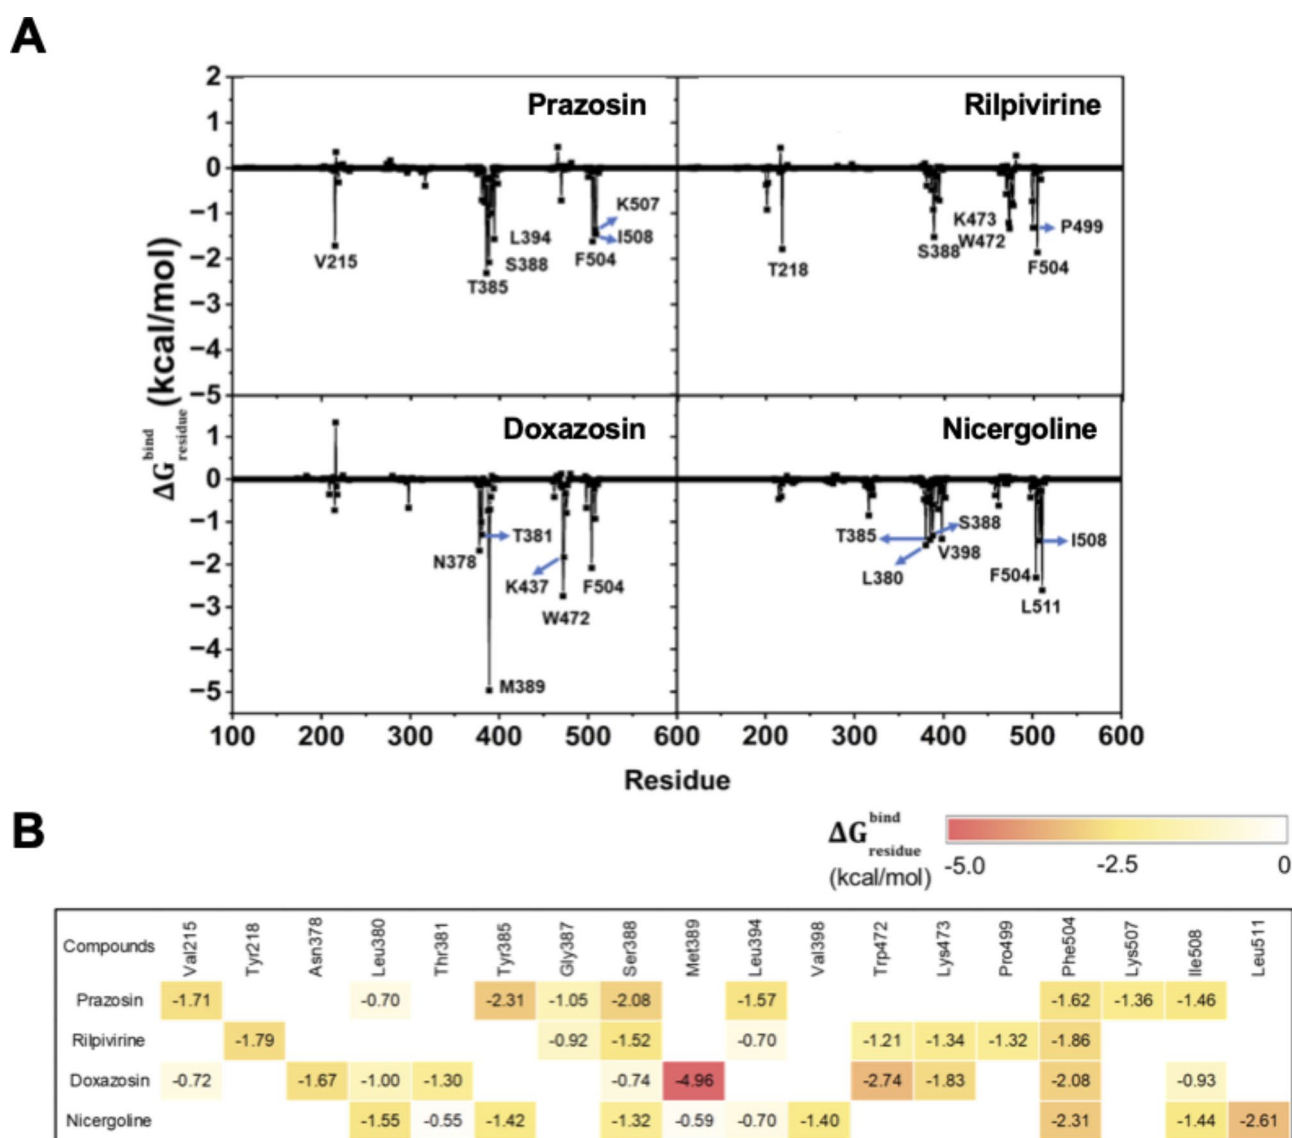 A
ΔG bind residue (kcal/mol)
2
1
0
−1
−2
−3
−4
−5
Prazosin
V215
T385
L394
S388
K507
I508
F504
Rilpivirine
T218
S388
K473
W472
P499
F504
1
0
−1
−2
−3
−4
−5
Doxazosin
N378
T381
K437
W472
F504
M389
Nicergoline
T385
S388
L380
V398
F504
I508
L511
100 200 300 400 500 600 200 300 400 500 600
Residue
B
ΔG bind residue
(kcal/mol)
-5.0 -2.5 0
Compounds Val215 Tyr218 Asn378 Leu380 Thr381 Tyr385 Gly387 Ser388 Met389 Leu394 Val398 Trp472 Lys473 Pro499 Phe504 Lys507 Ile508 Leu511
Prazosin -1.71 -0.70 -2.31 -1.05 -2.08 -1.57 -1.62 -1.36 -1.46
Rilpivirine -1.79 -0.92 -1.52 -0.70 -1.21 -1.34 -1.32 -1.86
Doxazosin -0.72 -1.67 -1.00 -1.30 -0.74 -4.96 -2.74 -1.83 -2.08 -0.93
Nicergoline -1.55 -0.55 -1.42 -1.32 -0.59 -0.70 -1.40 -2.31 -1.44 -2.61